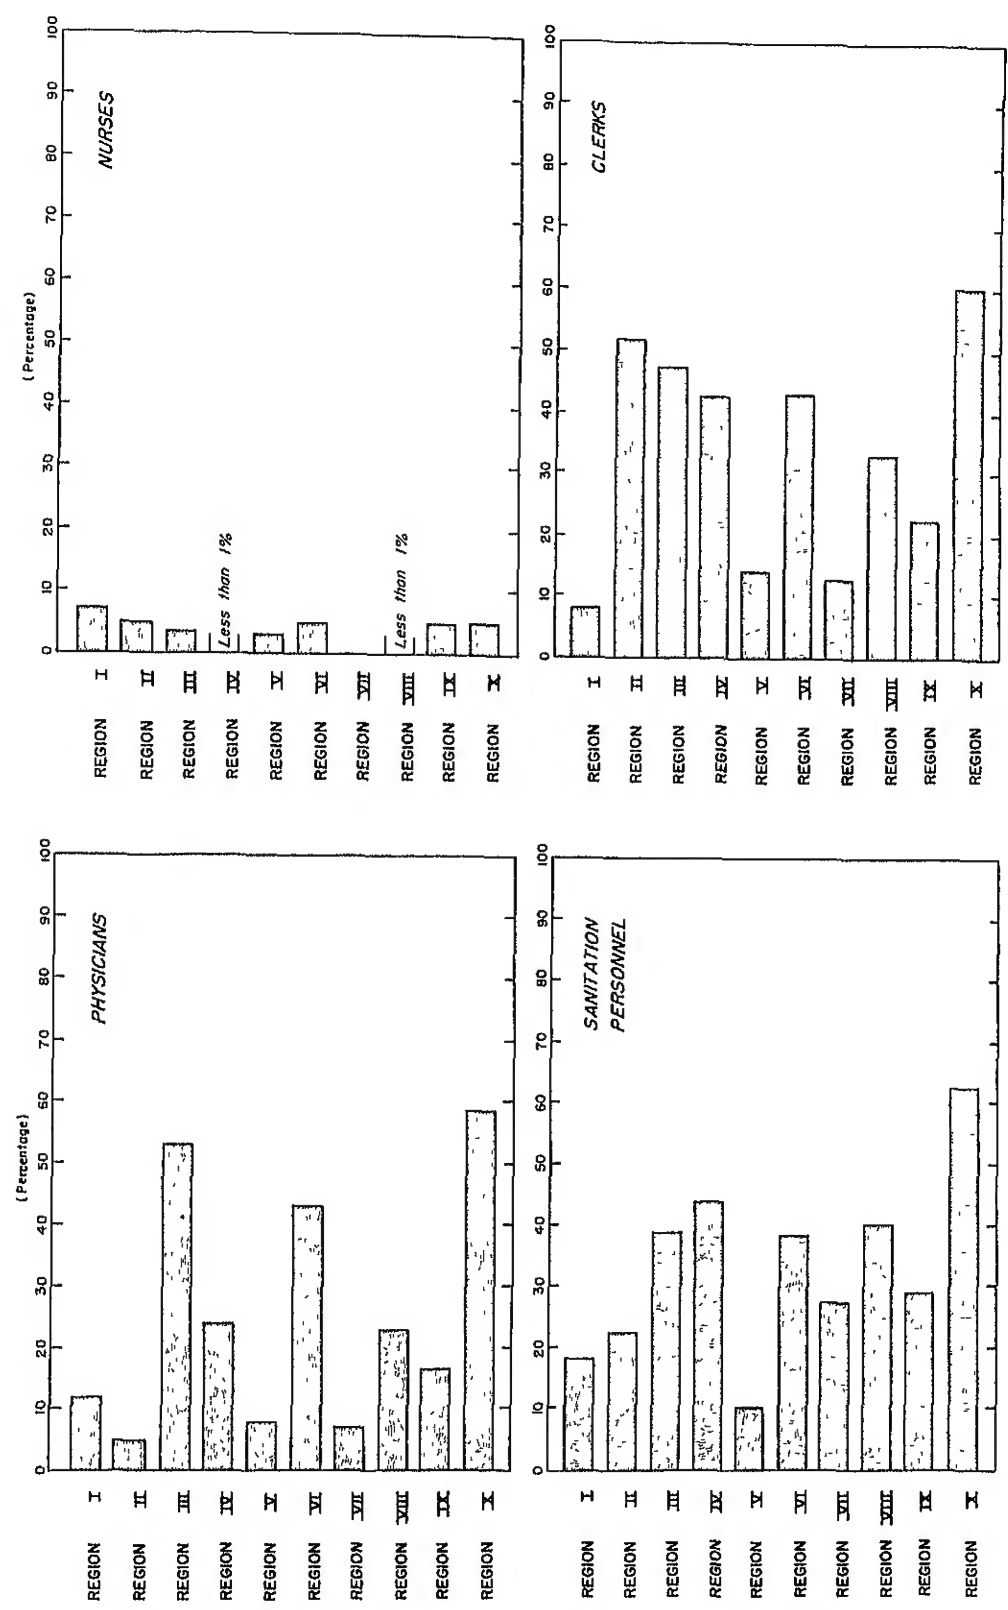 (Percentage)
0 10 20 30 40 50 60 70 80 90 100
PHYSICIANS
REGION I
REGION II
REGION III
REGION IV
REGION V
REGION VI
REGION VII
REGION VIII
REGION IX
REGION X
(Percentage)
0 10 20 30 40 50 60 70 80 90 100
NURSES
REGION I
REGION II
REGION III
REGION IV Less than 1%
REGION V
REGION VI
REGION VII
REGION VIII Less than 1%
REGION IX
REGION X
0 10 20 30 40 50 60 70 80 90 100
SANITATION
PERSONNEL
REGION I
REGION II
REGION III
REGION IV
REGION V
REGION VI
REGION VII
REGION VIII
REGION IX
REGION X
0 10 20 30 40 50 60 70 80 90 100
CLERKS
REGION I
REGION II
REGION III
REGION IV
REGION V
REGION VI
REGION VII
REGION VIII
REGION IX
REGION X